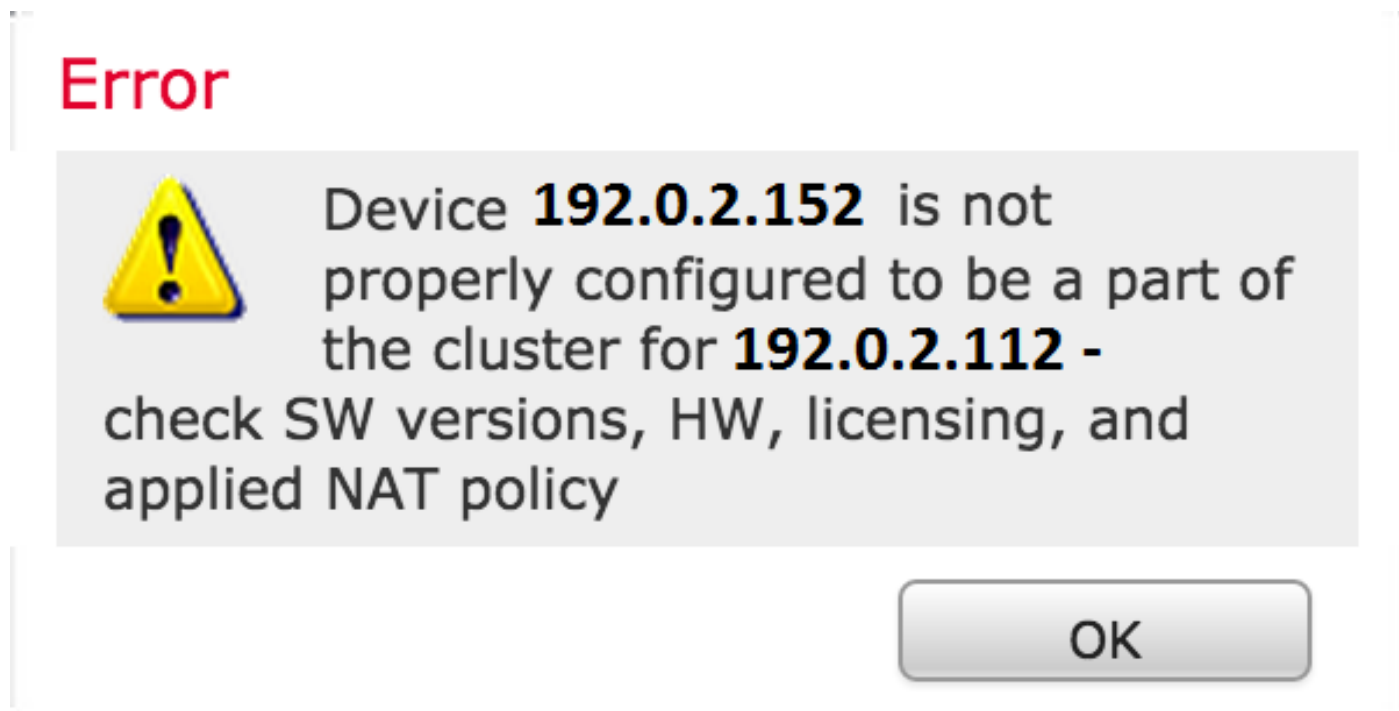 Error
Device 192.0.2.152 is not
properly configured to be a part of
the cluster for 192.0.2.112 -
check SW versions, HW, licensing, and
applied NAT policy
OK